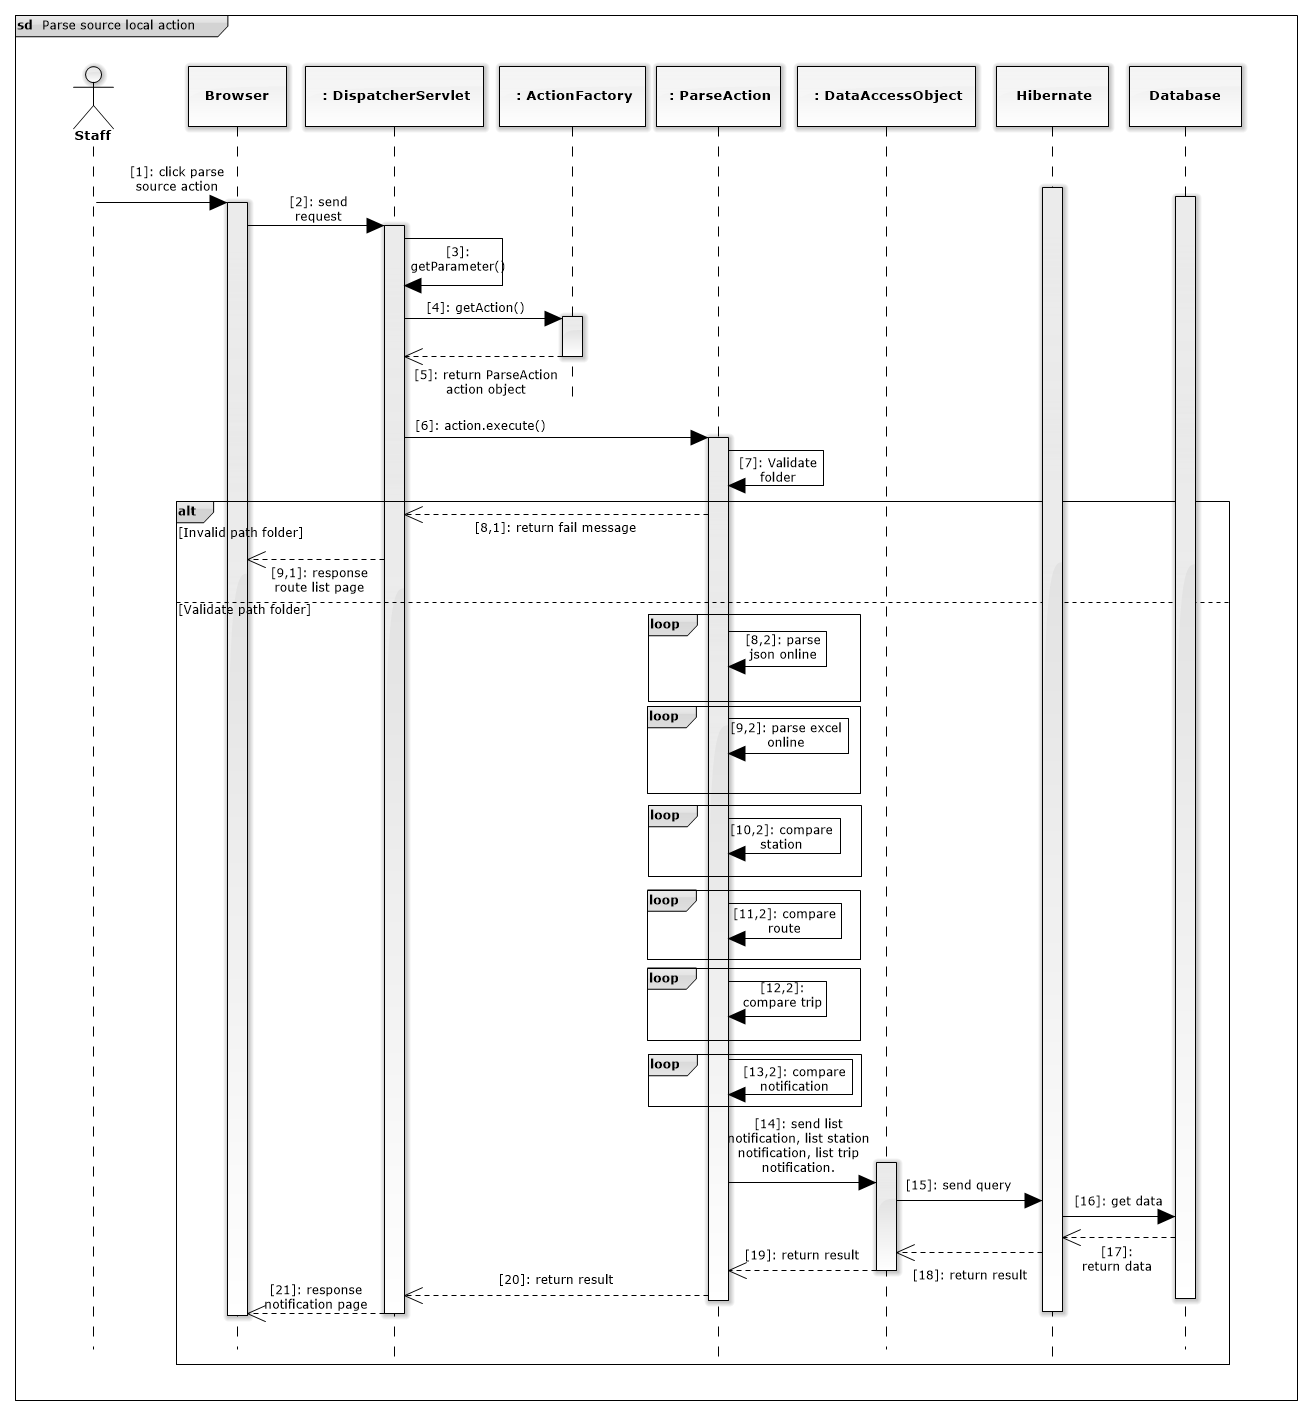 sd Parse source local action
Staff
Browser
: DispatcherServlet
: ActionFactory
: ParseAction
: DataAccessObject
Hibernate
Database
[1]: click parse
source action
[2]: send
request
[3]:
getParameter()
[4]: getAction()
[5]: return ParseAction
action object
[6]: action.execute()
[7]: Validate
folder
alt
[Invalid path folder]
[8,1]: return fail message
[9,1]: response
route list page
[Validate path folder]
loop
[8,2]: parse
json online
loop
[9,2]: parse excel
online
loop
[10,2]: compare
station
loop
[11,2]: compare
route
loop
[12,2]:
compare trip
loop
[13,2]: compare
notification
[14]: send list
notification, list station
notification, list trip
notification.
[15]: send query
[16]: get data
[17]:
return data
[18]: return result
[19]: return result
[20]: return result
[21]: response
notification page